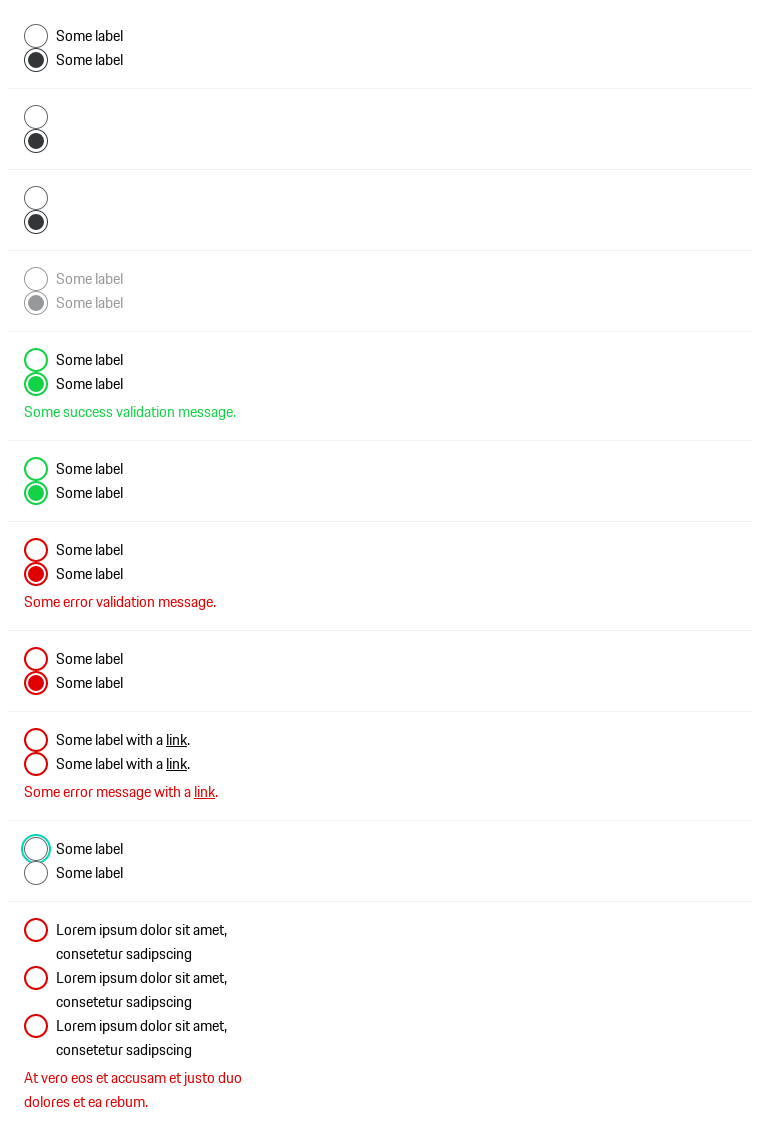 Some label
Some label
Some label
Some label
Some label
Some label
Some success validation message.
Some label
Some label
Some label
Some label
Some error validation message.
Some label
Some label
Some label with a link.
Some label with a link.
Some error message with a link.
Some label
Some label
Lorem ipsum dolor sit amet,
consetetur sadipscing
Lorem ipsum dolor sit amet,
consetetur sadipscing
Lorem ipsum dolor sit amet,
consetetur sadipscing
At vero eos et accusam et justo duo
dolores et ea rebum.